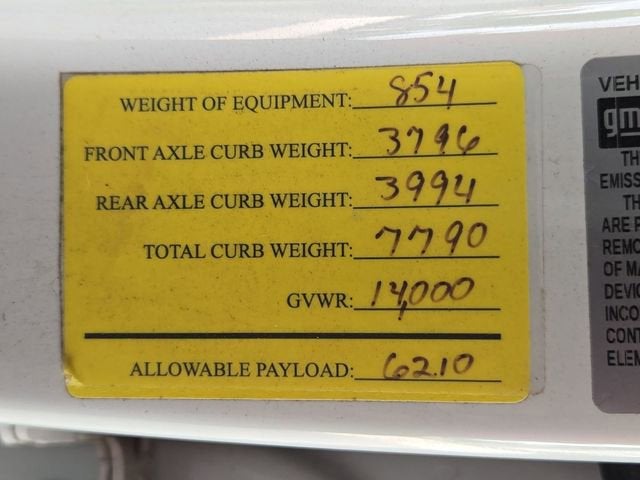 WEIGHT OF EQUIPMENT: 854
FRONT AXLE CURB WEIGHT: 3796
REAR AXLE CURB WEIGHT: 3994
TOTAL CURB WEIGHT: 7790
GVWR: 14,000
ALLOWABLE PAYLOAD: 6210
VEH
gm
TH
EMISS
TH
ARE P
REMO
OF MA
DEVIC
INCO
CONT
ELEM